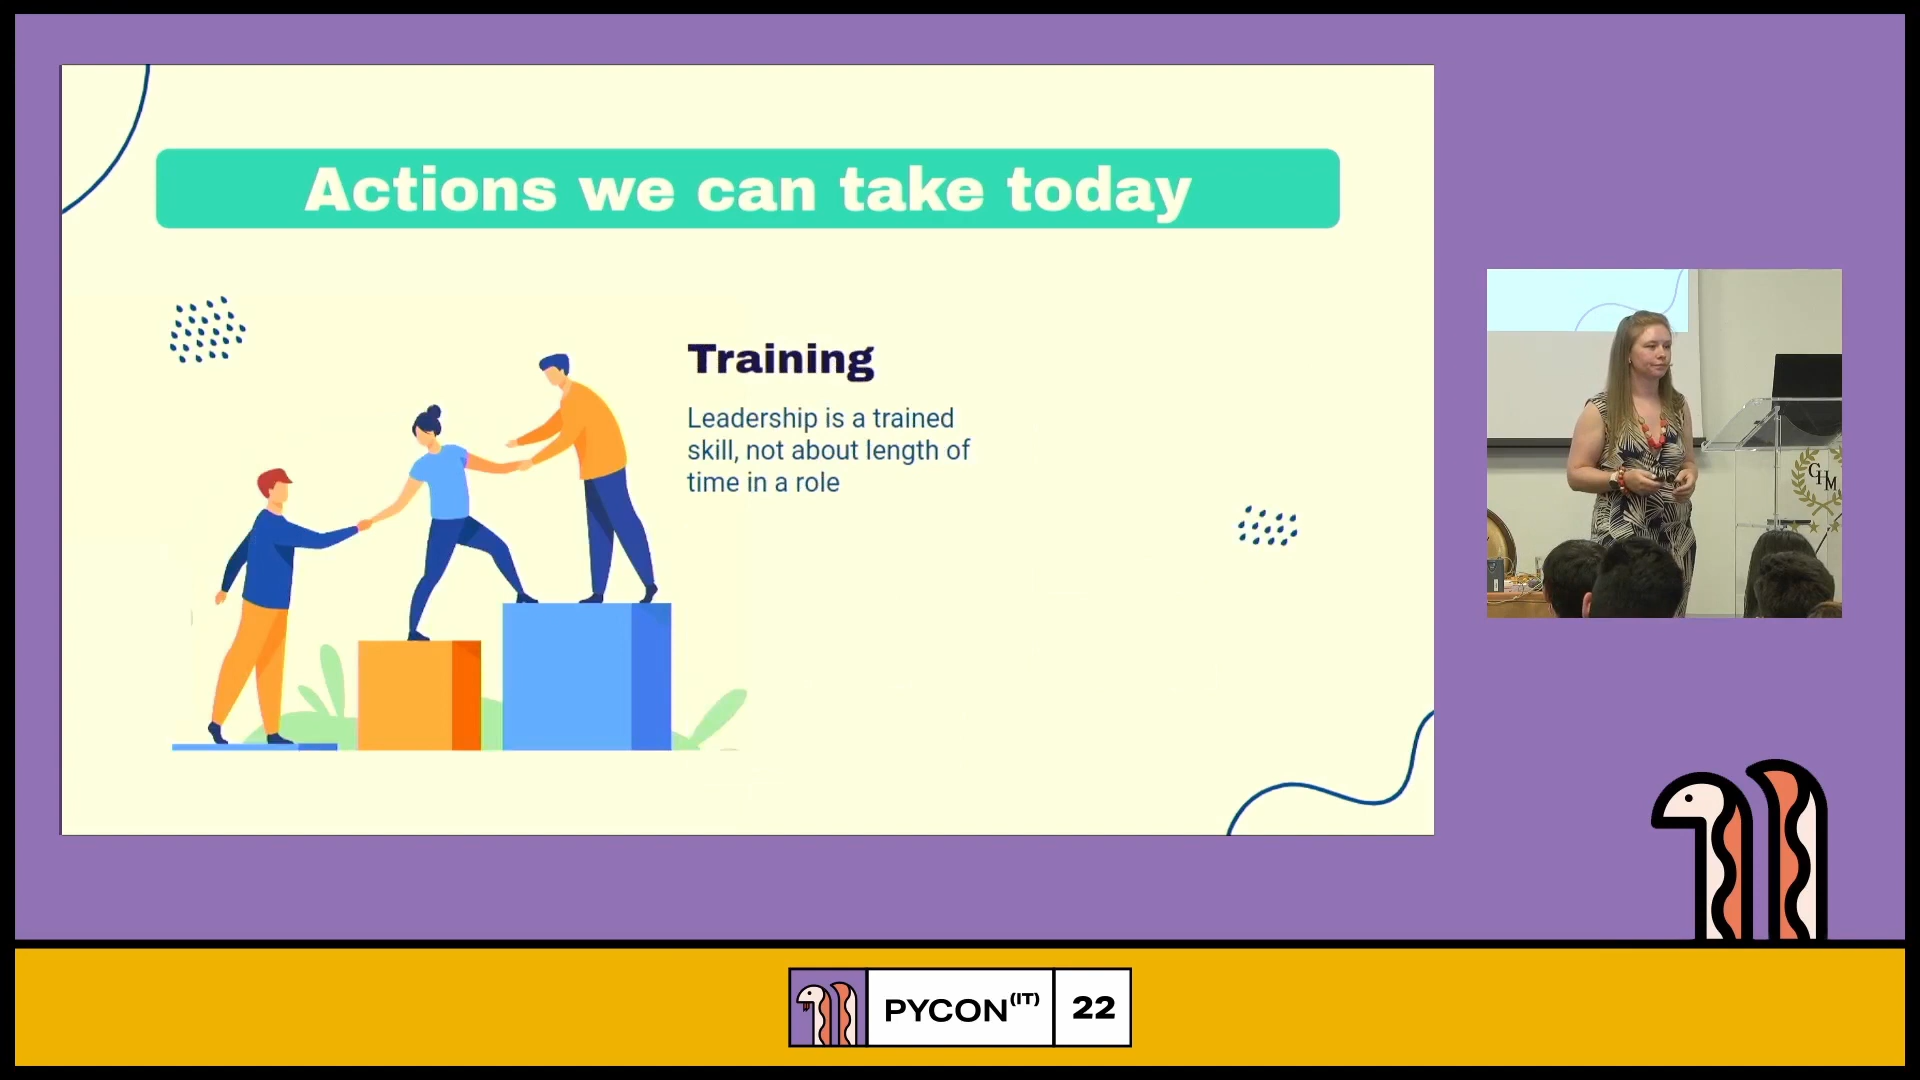 Actions we can take today
Training
Leadership is a trained
skill, not about length of
time in a role
GHM
PYCON(IT) 22